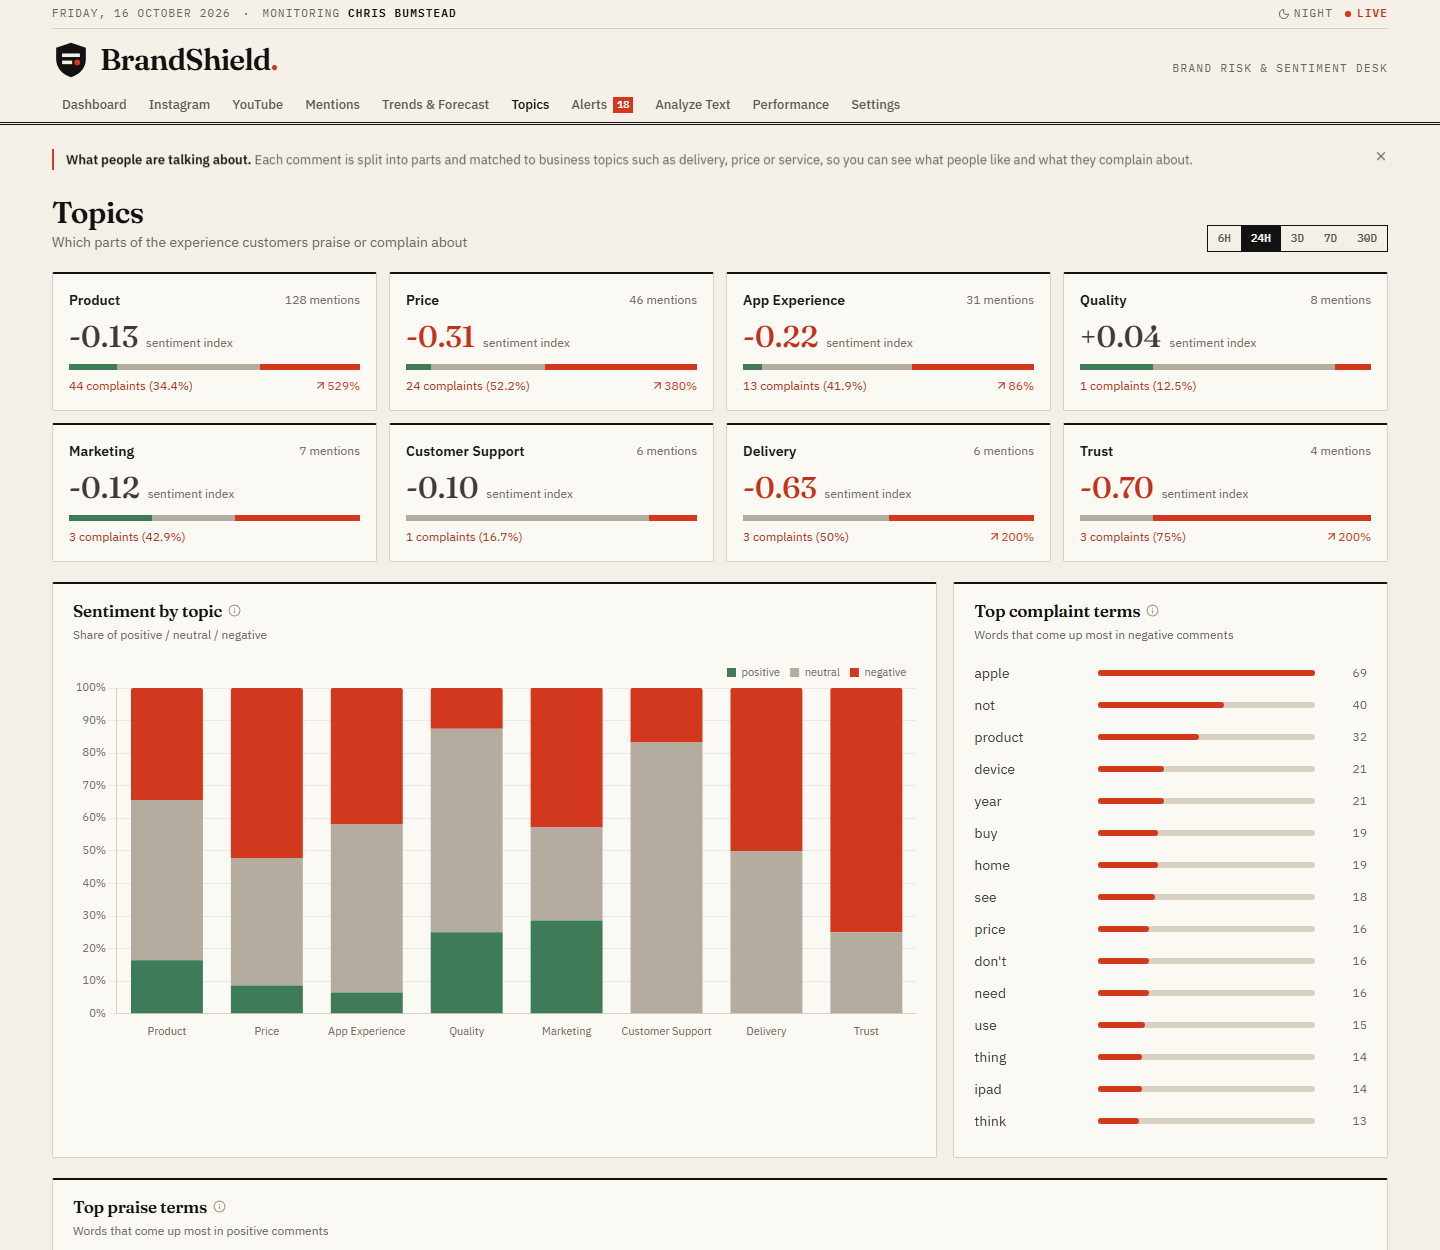 FRIDAY, 16 OCTOBER 2026 · MONITORING CHRIS BUMSTEAD
NIGHT LIVE
BrandShield.
BRAND RISK & SENTIMENT DESK
Dashboard Instagram YouTube Mentions Trends & Forecast Topics Alerts 18 Analyze Text Performance Settings
What people are talking about. Each comment is split into parts and matched to business topics such as delivery, price or service, so you can see what people like and what they complain about. ×
Topics
Which parts of the experience customers praise or complain about
6H 24H 3D 7D 30D
Product 128 mentions
-0.13 sentiment index
44 complaints (34.4%) 529%
Price 46 mentions
-0.31 sentiment index
24 complaints (52.2%) 380%
App Experience 31 mentions
-0.22 sentiment index
13 complaints (41.9%) 86%
Quality 8 mentions
+0.04 sentiment index
1 complaints (12.5%)
Marketing 7 mentions
-0.12 sentiment index
3 complaints (42.9%)
Customer Support 6 mentions
-0.10 sentiment index
1 complaints (16.7%)
Delivery 6 mentions
-0.63 sentiment index
3 complaints (50%) 200%
Trust 4 mentions
-0.70 sentiment index
3 complaints (75%) 200%
Sentiment by topic
Share of positive / neutral / negative
positive neutral negative
100%
90%
80%
70%
60%
50%
40%
30%
20%
10%
0%
Product Price App Experience Quality Marketing Customer Support Delivery Trust
Top complaint terms
Words that come up most in negative comments
apple 69
not 40
product 32
device 21
year 21
buy 19
home 19
see 18
price 16
don't 16
need 16
use 15
thing 14
ipad 14
think 13
Top praise terms
Words that come up most in positive comments